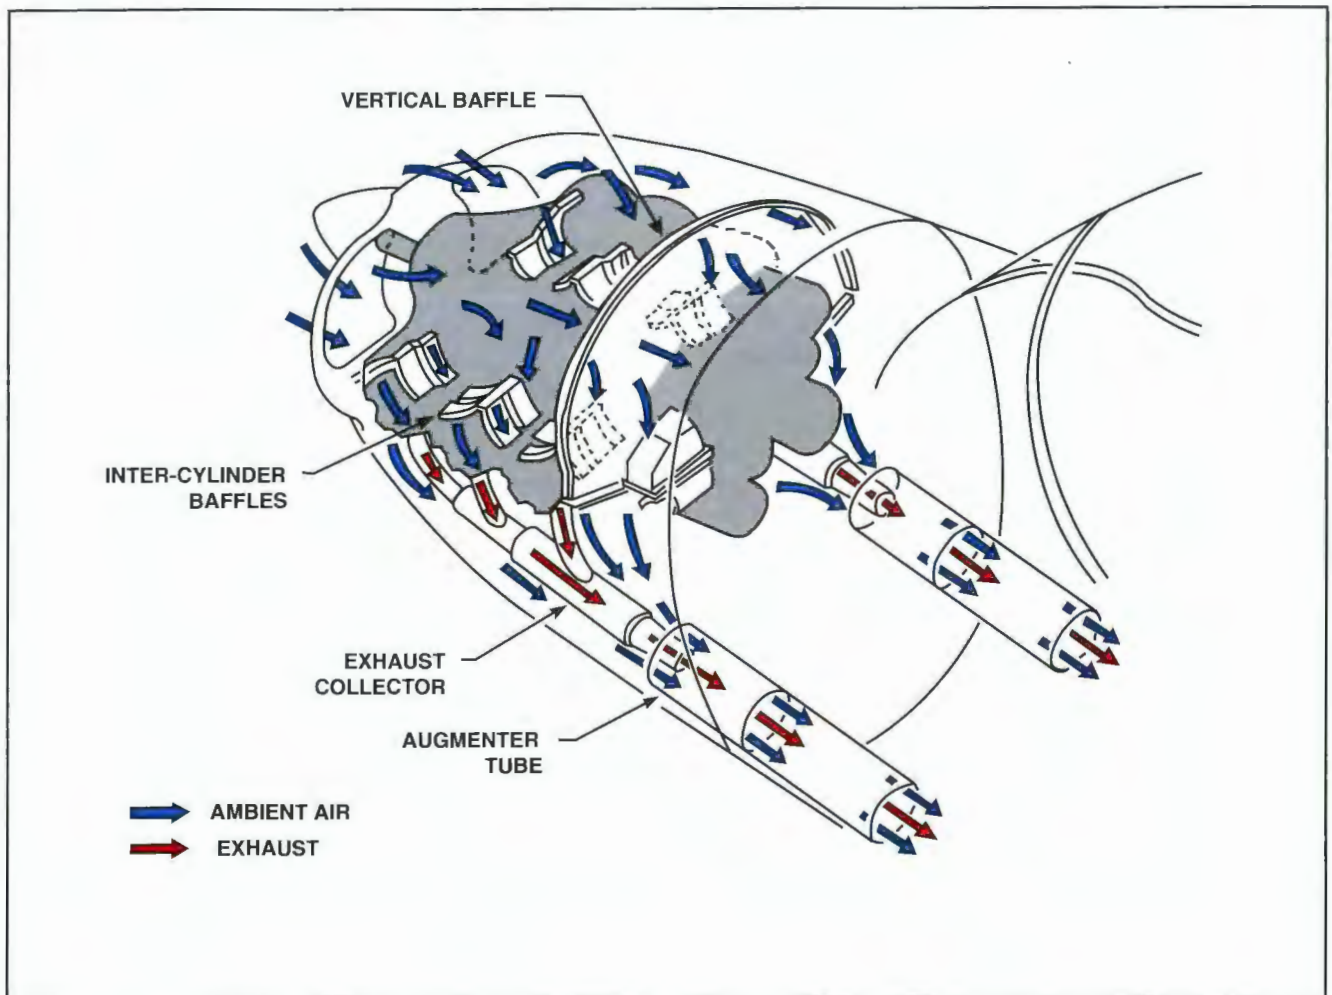 VERTICAL BAFFLE
INTER-CYLINDER
BAFFLES
EXHAUST
COLLECTOR
AUGMENTER
TUBE
AMBIENT AIR
EXHAUST